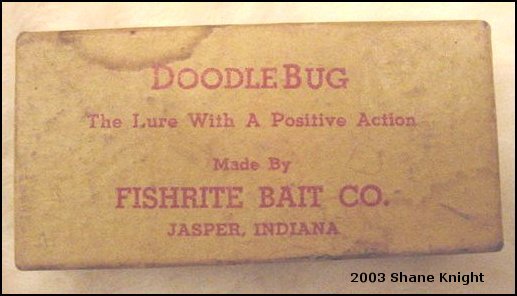 DOODLEBUG
The Lure With A Positive Action
Made By
FISHRITE BAIT CO.
JASPER, INDIANA
2003 Shane Knight